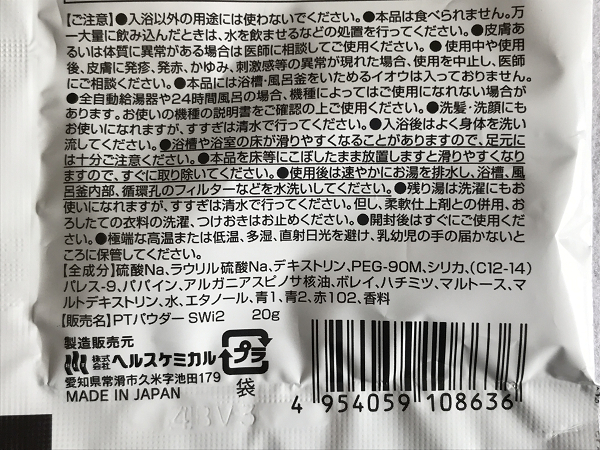 【ご注意】●入浴以外の用途には使わないでください。●本品は食べられません。万
一大量に飲み込んだときは、水を飲ませるなどの処置を行ってください。●皮膚あ
るいは体質に異常がある場合は医師に相談してご使用ください。● 使用中や使用
後、皮膚に発疹、発赤、かゆみ、刺激感等の異常が現れた場合、使用を中止し、医師
にご相談ください。●本品には浴槽・風呂釜をいためるイオウは入っておりません。
●全自動給湯器や24時間風呂の場合、機種によってはご使用になれない場合が
あります。お使いの機種の説明書をご確認の上ご使用ください。●洗髪・洗顔にも
お使いになれますが、すすぎは清水で行ってください。●入浴後はよく身体を洗い
流してください。●浴槽や浴室の床が滑りやすくなることがありますので、足元に
は十分ご注意ください。●本品を床等にこぼしたまま放置しますと滑りやすくなり
ますので、すぐに取り除いてください。●使用後は速やかにお湯を排水し、浴槽、風
呂釜内部、循環孔のフィルターなどを水洗いしてください。●残り湯は洗濯にもお
使いになれますが、すすぎは清水で行ってください。但し、柔軟仕上剤との併用、お
ろしたての衣料の洗濯、つけおきはお止めください。●開封後はすぐにご使用くだ
さい。●極端な高温または低温、多湿、直射日光を避け、乳幼児の手の届かないと
ころに保管してください。
【全成分】硫酸Na、ラウリル硫酸Na、デキストリン、PEG-90M、シリカ、(C12-14)
パレス-9、パパイン、アルガニアスピノサ核油、ボレイ、ハチミツ、マルトース、マ
ルトデキストリン、水、エタノール、青1、青2、赤102、香料
【販売名】PTパウダー SWi2 20g
製造販売元
株式会社 ヘルスケミカル
愛知県常滑市久米字池田179
MADE IN JAPAN
プラ
袋
4 954059 108636